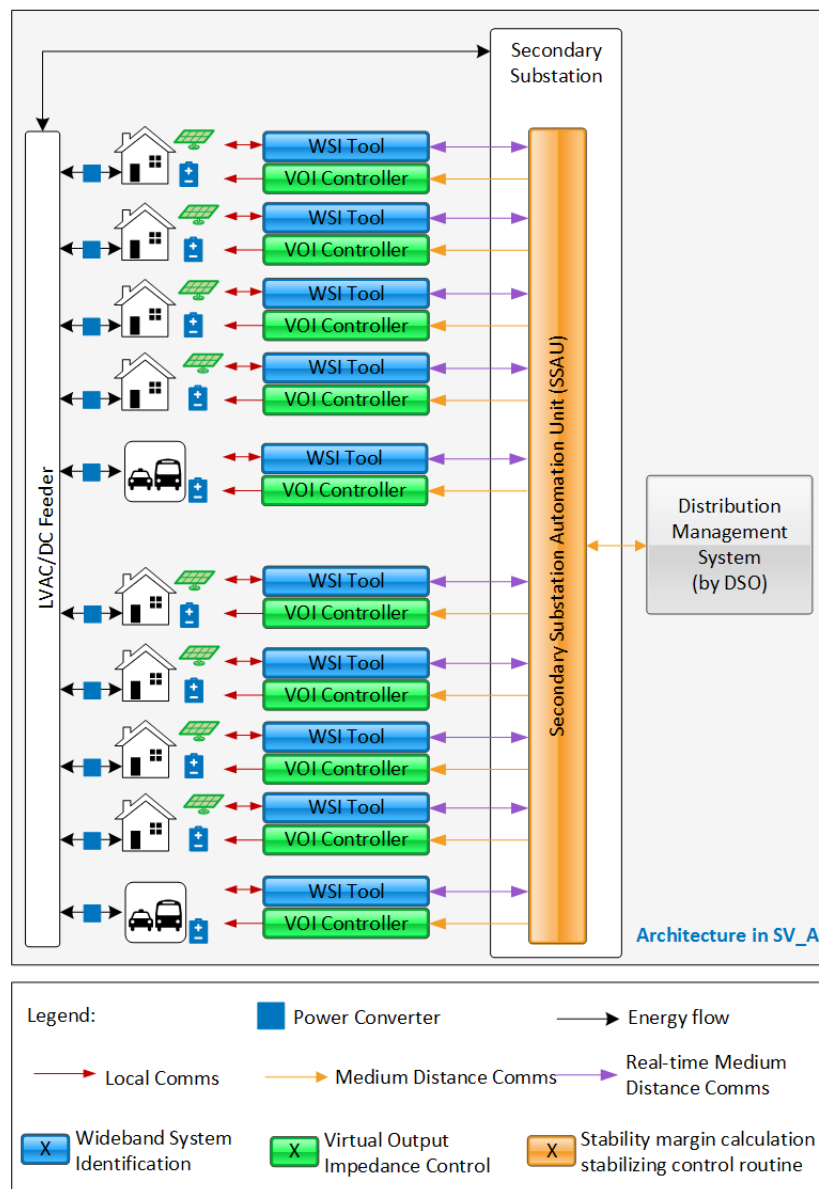 Secondary
Substation
WSI Tool
VOI Controller
WSI Tool
VOI Controller
WSI Tool
VOI Controller
WSI Tool
VOI Controller
WSI Tool
VOI Controller
WSI Tool
VOI Controller
WSI Tool
VOI Controller
WSI Tool
VOI Controller
WSI Tool
VOI Controller
WSI Tool
VOI Controller
LVAC/DC Feeder
Secondary Substation Automation Unit (SSAU)
Distribution
Management
System
(by DSO)
Architecture in SV_A
Legend:
Power Converter
Energy flow
Local Comms
Medium Distance Comms
Real-time Medium
Distance Comms
X
Wideband System
Identification
X
Virtual Output
Impedance Control
X
Stability margin calculation
stabilizing control routine